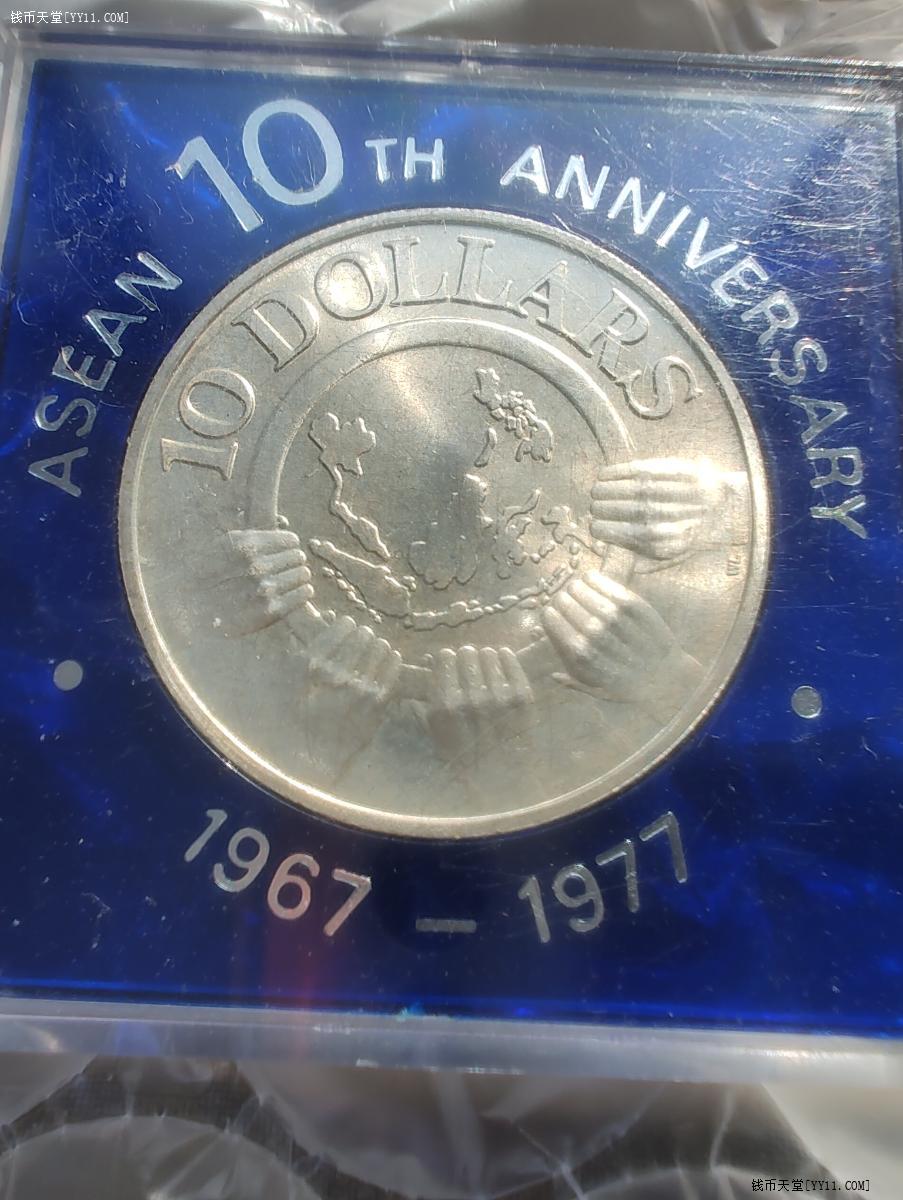 钱币天堂[YY11.COM]
ASEAN 10TH ANNIVERSARY
10 DOLLARS
1967 — 1977
钱币天堂[YY11.COM]